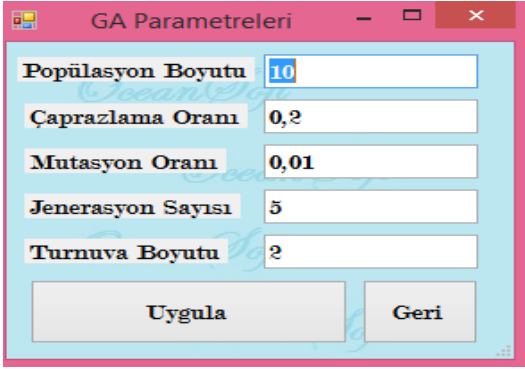 GA Parametreleri
Popülasyon Boyutu 10
Çaprazlama Oranı 0,2
Mutasyon Oranı 0,01
Jenerasyon Sayısı 5
Turnuva Boyutu 2
Uygula Geri